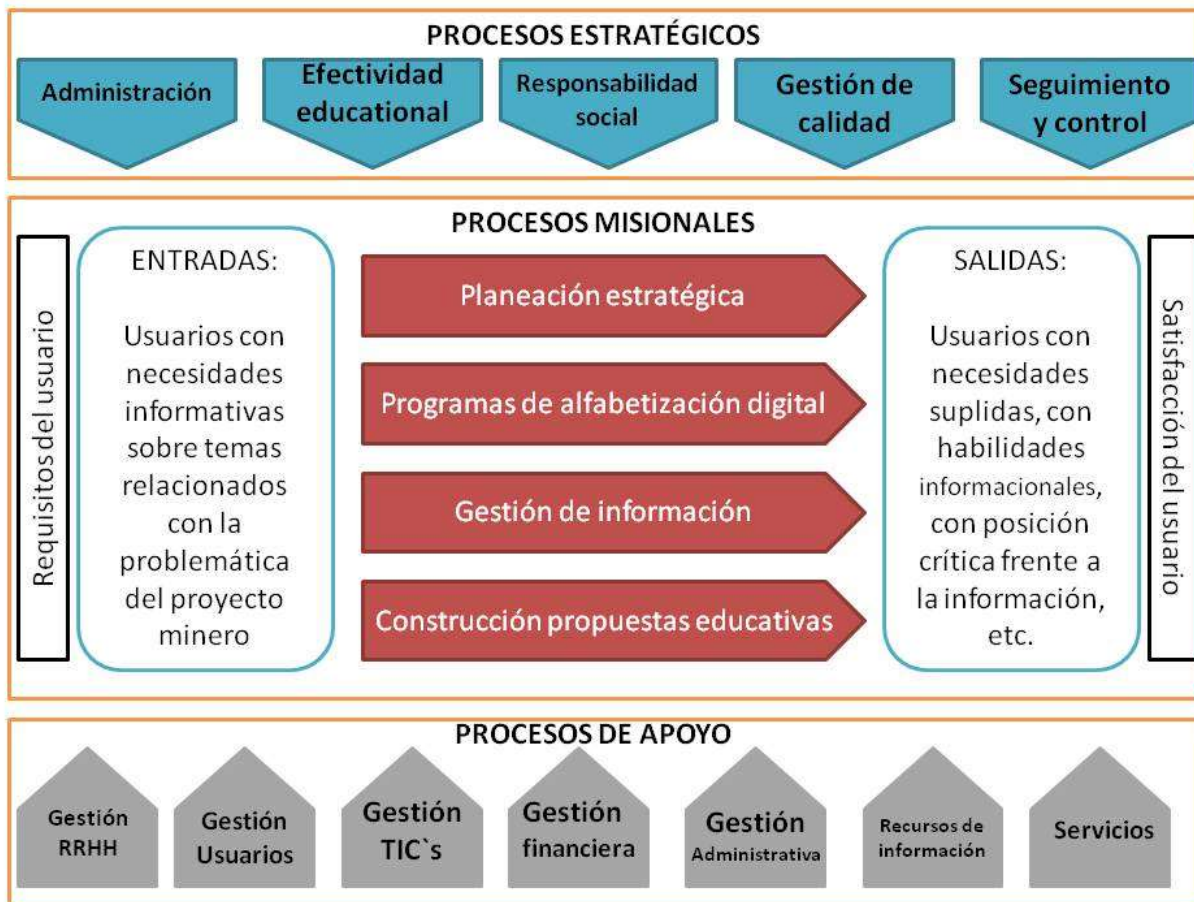 PROCESOS ESTRATÉGICOS
Administración
Efectividad
educational
Responsabilidad
social
Gestión de
calidad
Seguimiento
y control
PROCESOS MISIONALES
Requisitos del usuario
ENTRADAS:
Usuarios con
necesidades
informativas
sobre temas
relacionados
con la
problemática
del proyecto
minero
Planeación estratégica
Programas de alfabetización digital
Gestión de información
Construcción propuestas educativas
SALIDAS:
Usuarios con
necesidades
suplidas, con
habilidades
informacionales,
con posición
crítica frente a
la información,
etc.
Satisfacción del usuario
PROCESOS DE APOYO
Gestión
RRHH
Gestión
Usuarios
Gestión
TIC`s
Gestión
financiera
Gestión
Administrativa
Recursos de
información
Servicios